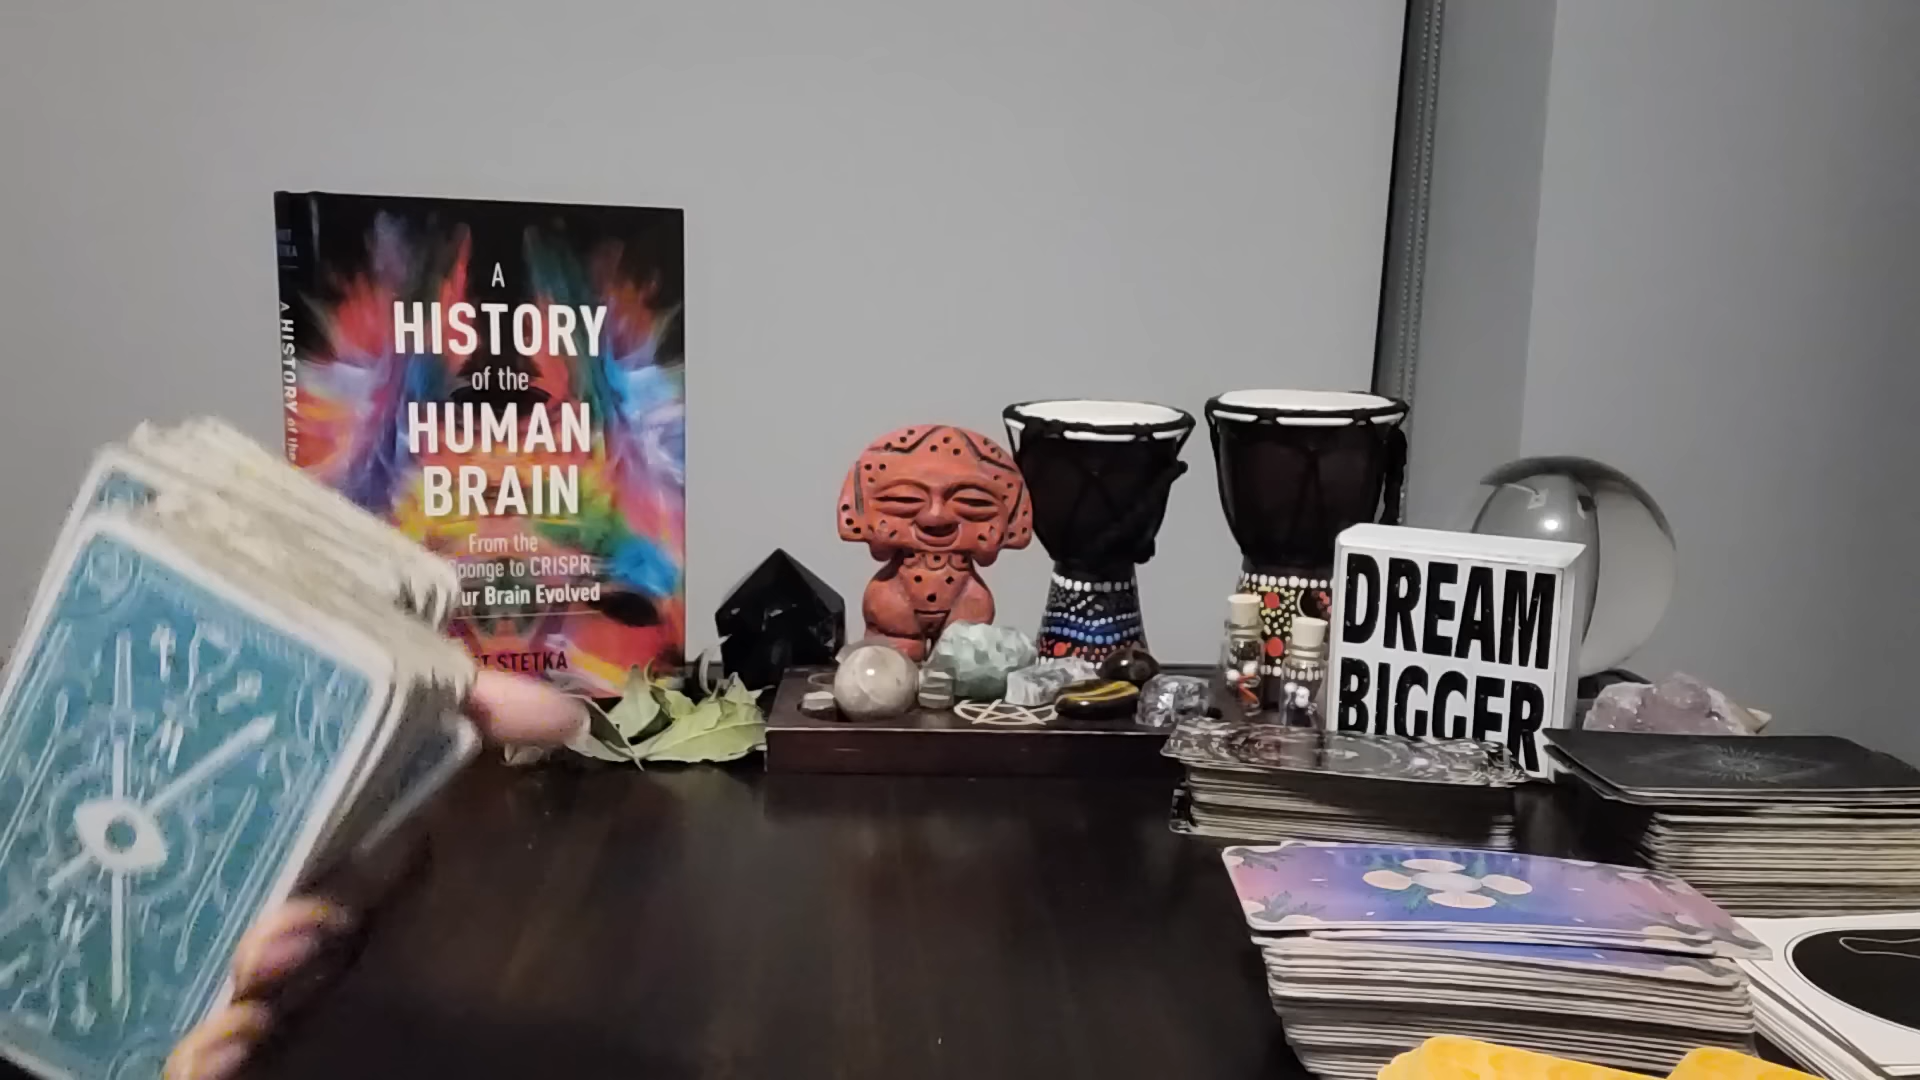 A
HISTORY
of the
HUMAN
BRAIN
From the
Sponge to CRISPR,
ur Brain Evolved
STETKA
A HISTORY of the
DREAM
BIGGER